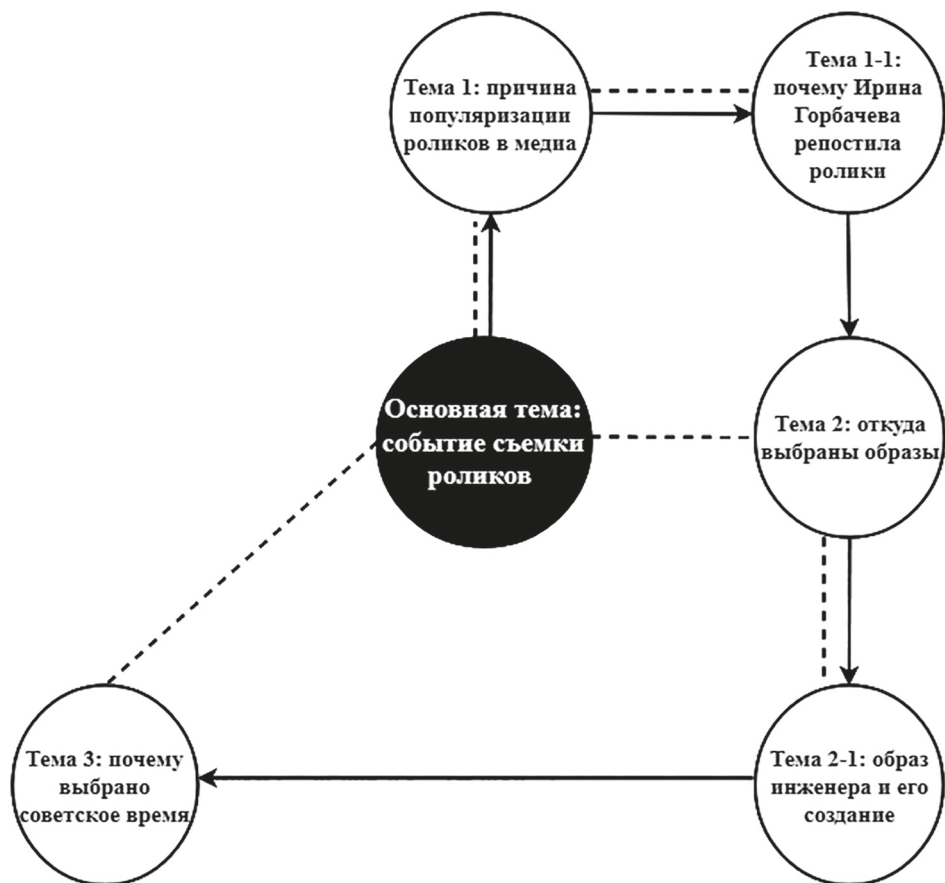 Тема 1: причина
популяризации
роликов в медиа
Тема 1-1:
почему Ирина
Горбачева
репостила
ролики
Основная тема:
событие съемки
роликов
Тема 2: откуда
выбраны образы
Тема 3: почему
выбрано
советское время
Тема 2-1: образ
инженера и его
создание